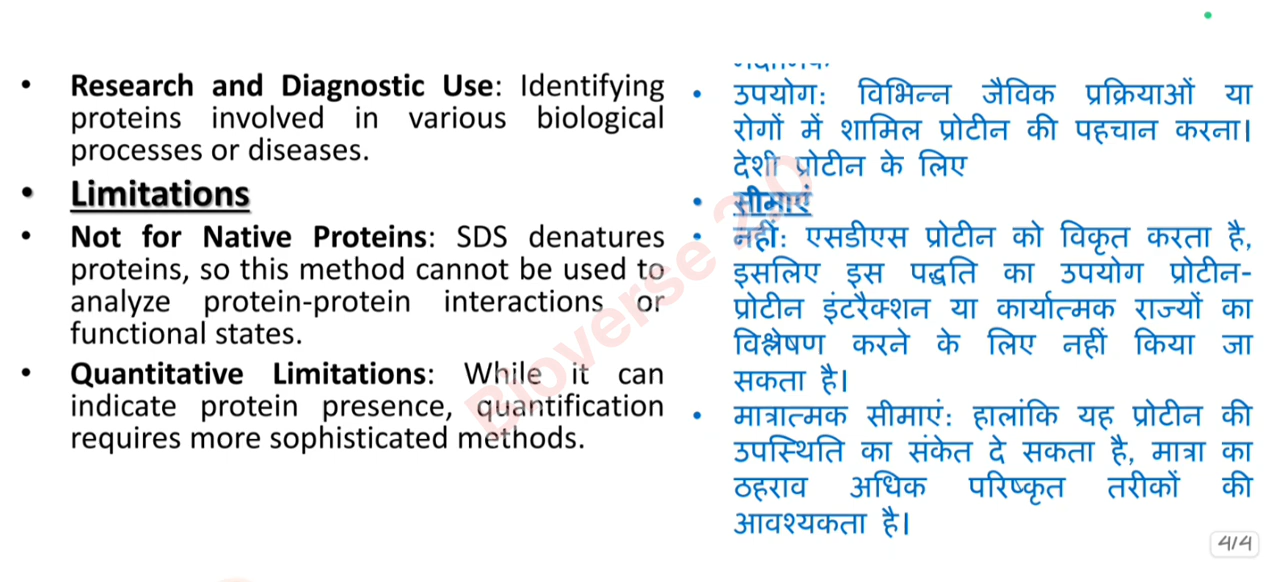 • Research and Diagnostic Use: Identifying
proteins involved in various biological
processes or diseases.
• Limitations
• Not for Native Proteins: SDS denatures
proteins, so this method cannot be used to
analyze protein-protein interactions or
functional states.
• Quantitative Limitations: While it can
indicate protein presence, quantification
requires more sophisticated methods.
• उपयोग: विभिन्न जैविक प्रक्रियाओं या
रोगों में शामिल प्रोटीन की पहचान करना।
देशी प्रोटीन के लिए
• सीमाएं
• नहीं: एसडीएस प्रोटीन को विकृत करता है,
इसलिए इस पद्धति का उपयोग प्रोटीन-
प्रोटीन इंटरैक्शन या कार्यात्मक राज्यों का
विश्लेषण करने के लिए नहीं किया जा
सकता है।
• मात्रात्मक सीमाएं: हालांकि यह प्रोटीन की
उपस्थिति का संकेत दे सकता है, मात्रा का
ठहराव अधिक परिष्कृत तरीकों की
आवश्यकता है।
Bioverse 2.0
4/4